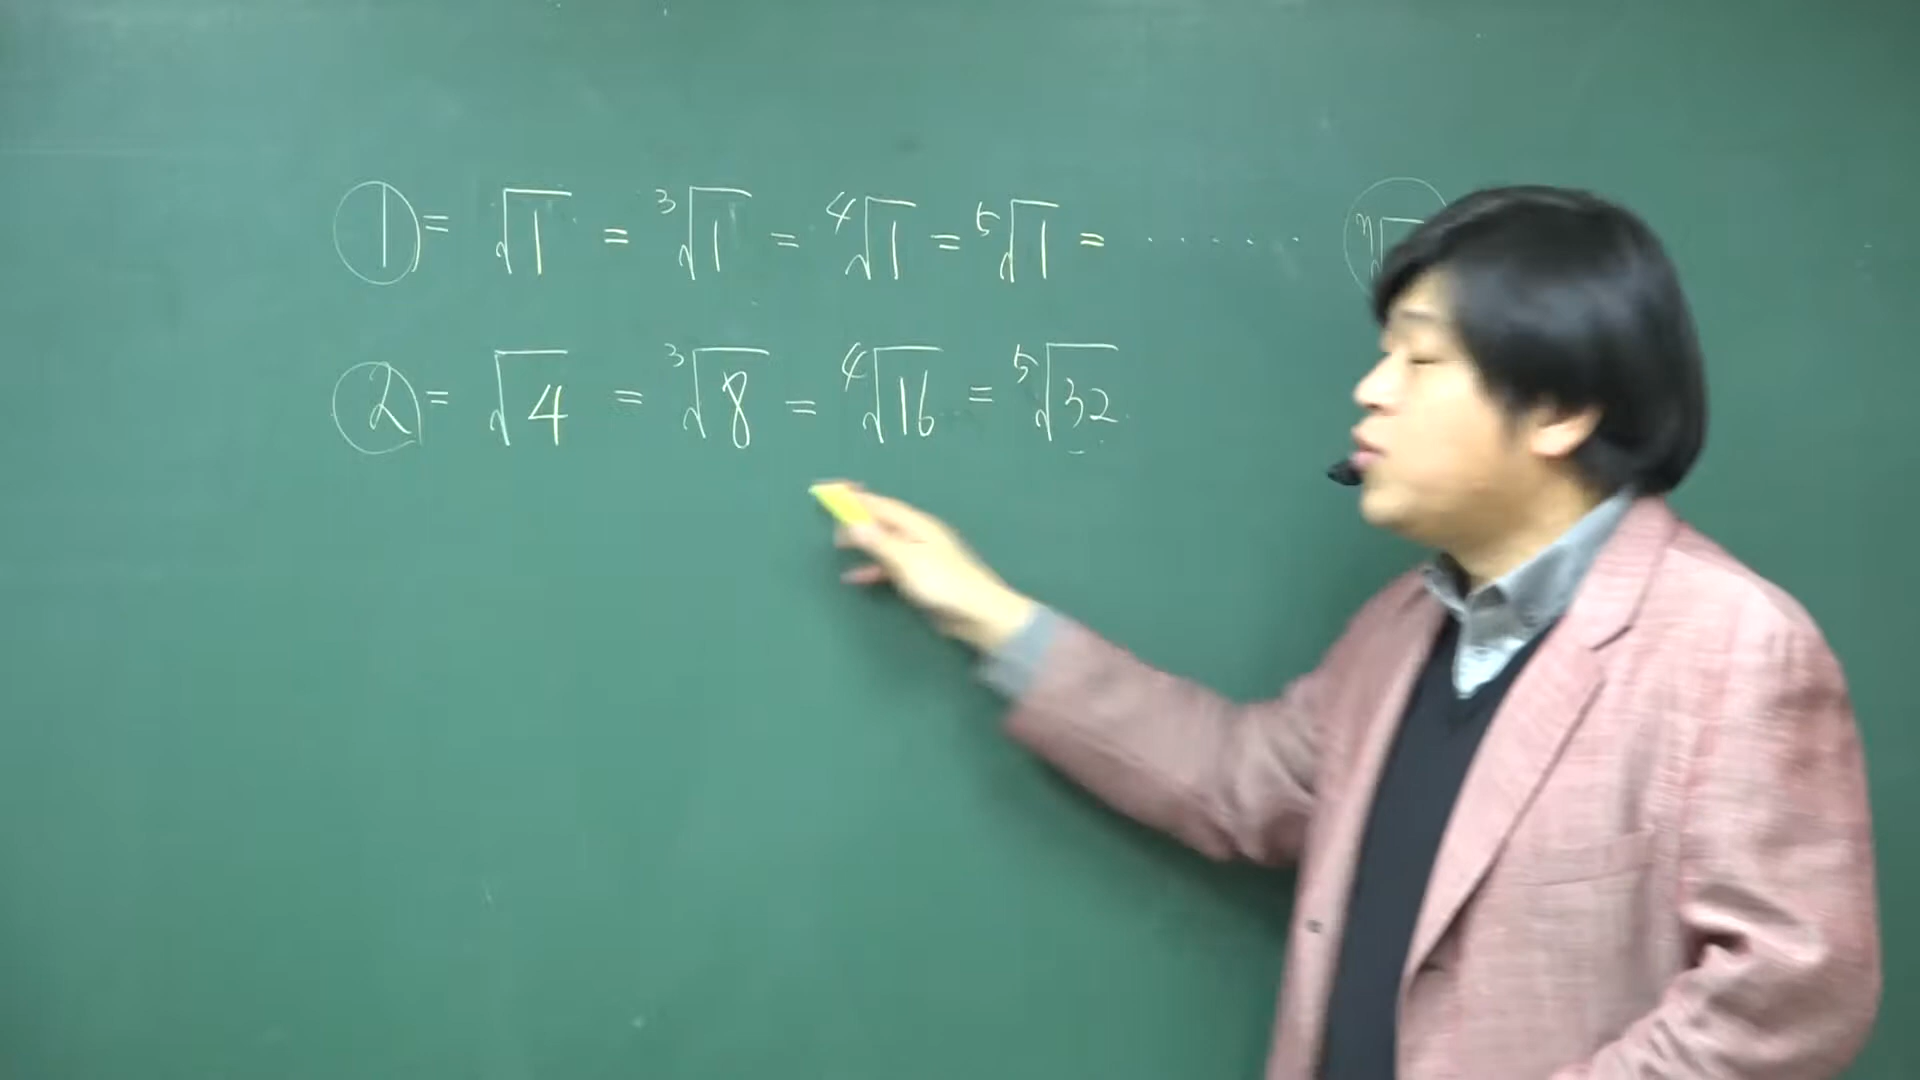 ① = √1 = ³√1 = ⁴√1 = ⁵√1 = ...... ⁿ√
② = √4 = ³√8 = ⁴√16 = ⁵√32